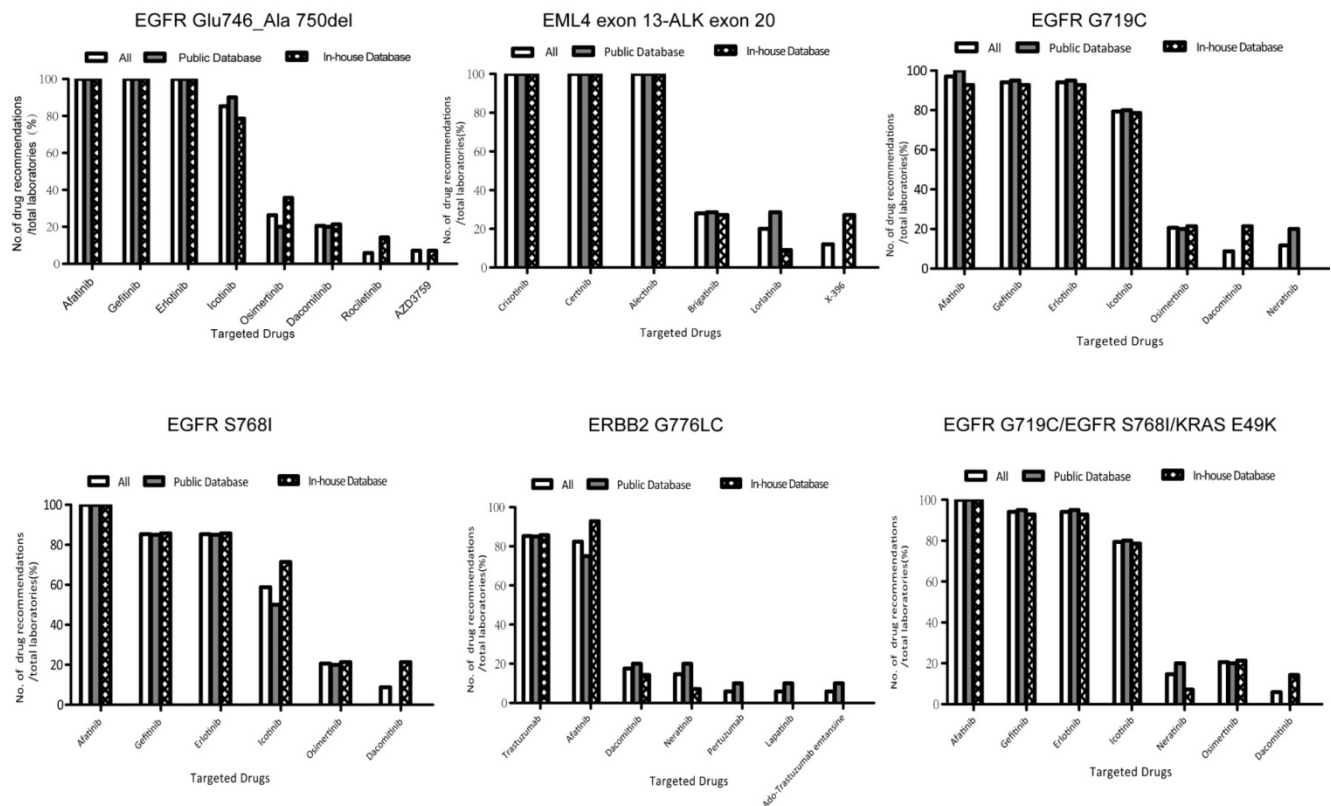 EGFR Glu746_Ala 750del
All Public Database In-house Database
No.of drug recommendations
/total laboratories (%)
100
80
60
40
20
0
Afatinib Gefitinib Erlotinib Icotinib Osimertinib Dacomitinib Rociletinib AZD3759
Targeted Drugs
EML4 exon 13-ALK exon 20
All Public Database In-house Database
No. of drug recommendations
/total laboratories(%)
100
80
60
40
20
0
Crizotinib Certinib Alectinib Brigatinib Lorlatinib X-396
Targeted Drugs
EGFR G719C
All Public Database In-house Database
No. of drug recommendations
/total laboratories(%)
100
80
60
40
20
0
Afatinib Gefitinib Erlotinib Icotinib Osimertinib Dacomitinib Neratinib
Targeted Drugs
EGFR S768I
All Public Database In-house Database
No. of drug recommendations
/total laboratories(%)
100
80
60
40
20
0
Afatinib Gefitinib Erlotinib Icotinib Osimertinib Dacomitinib
Targeted Drugs
ERBB2 G776LC
All Public Database In-house Database
No. of drug recommendations
/total laboratories(%)
100
80
60
40
20
0
Trastuzumab Afatinib Dacomitinib Neratinib Pertuzumab Lapatinib Ado-Trastuzumab emtansine
Targeted Drugs
EGFR G719C/EGFR S768I/KRAS E49K
All Public Database In-house Database
No. of drug recommendations
/total laboratories(%)
100
80
60
40
20
0
Afatinib Gefitinib Erlotinib Icotinib Neratinib Osimertinib Dacomitinib
Targeted Drugs